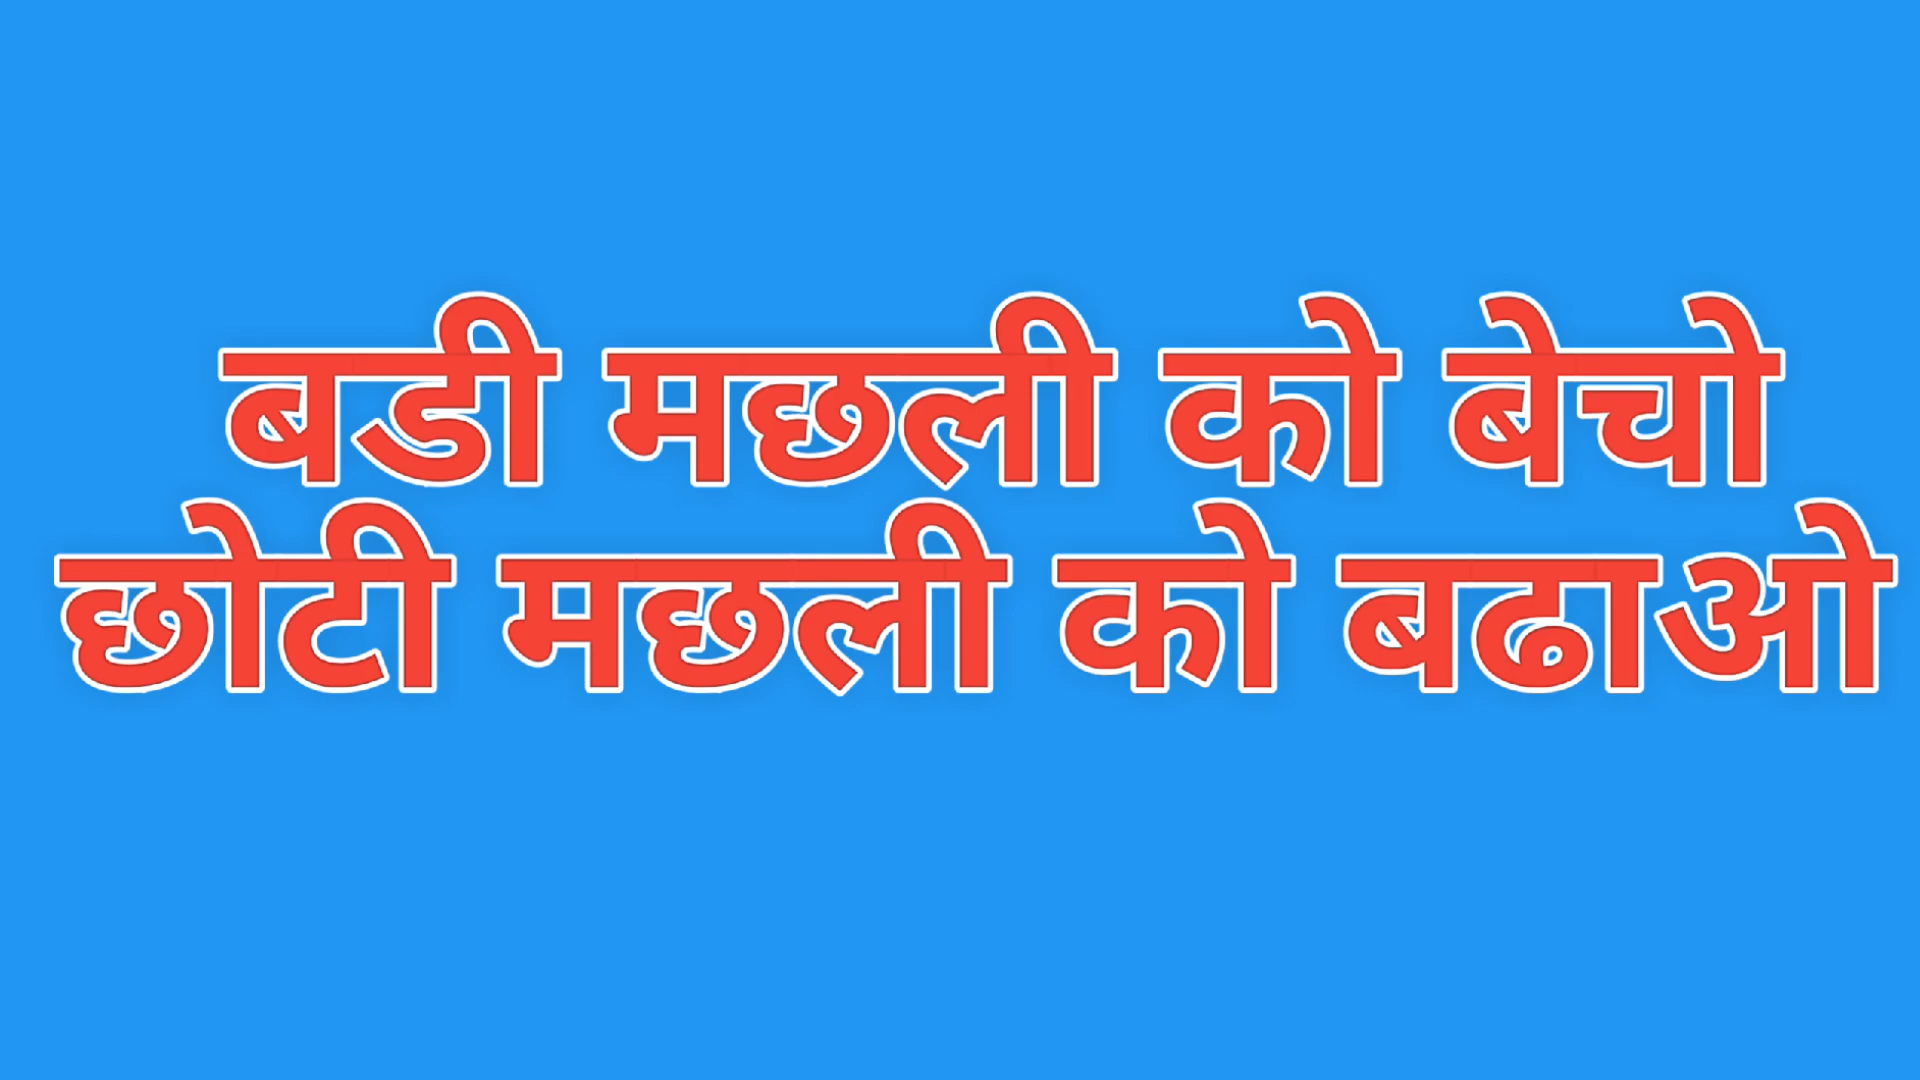 बडी मछली को बेचो
छोटी मछली को बढाओ